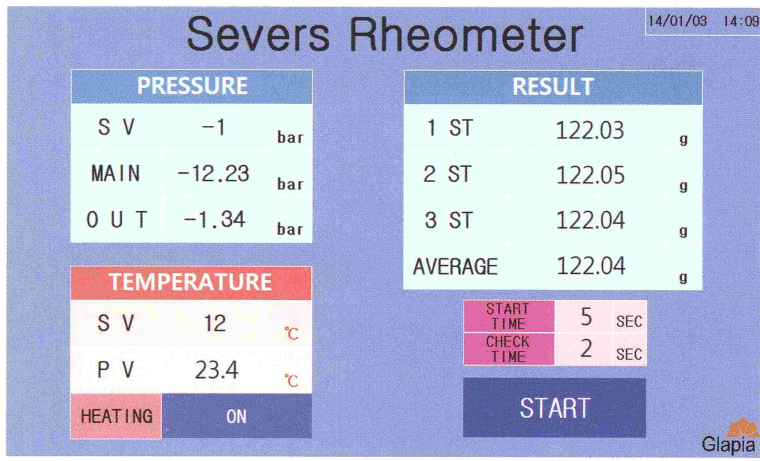 Severs Rheometer
14/01/03 14:09
PRESSURE
S V -1 bar
MAIN -12.23 bar
O U T -1.34 bar
TEMPERATURE
S V 12 ℃
P V 23.4 ℃
HEATING ON
RESULT
1 ST 122.03 g
2 ST 122.05 g
3 ST 122.04 g
AVERAGE 122.04 g
START
TIME 5 SEC
CHECK
TIME 2 SEC
START
Glapia